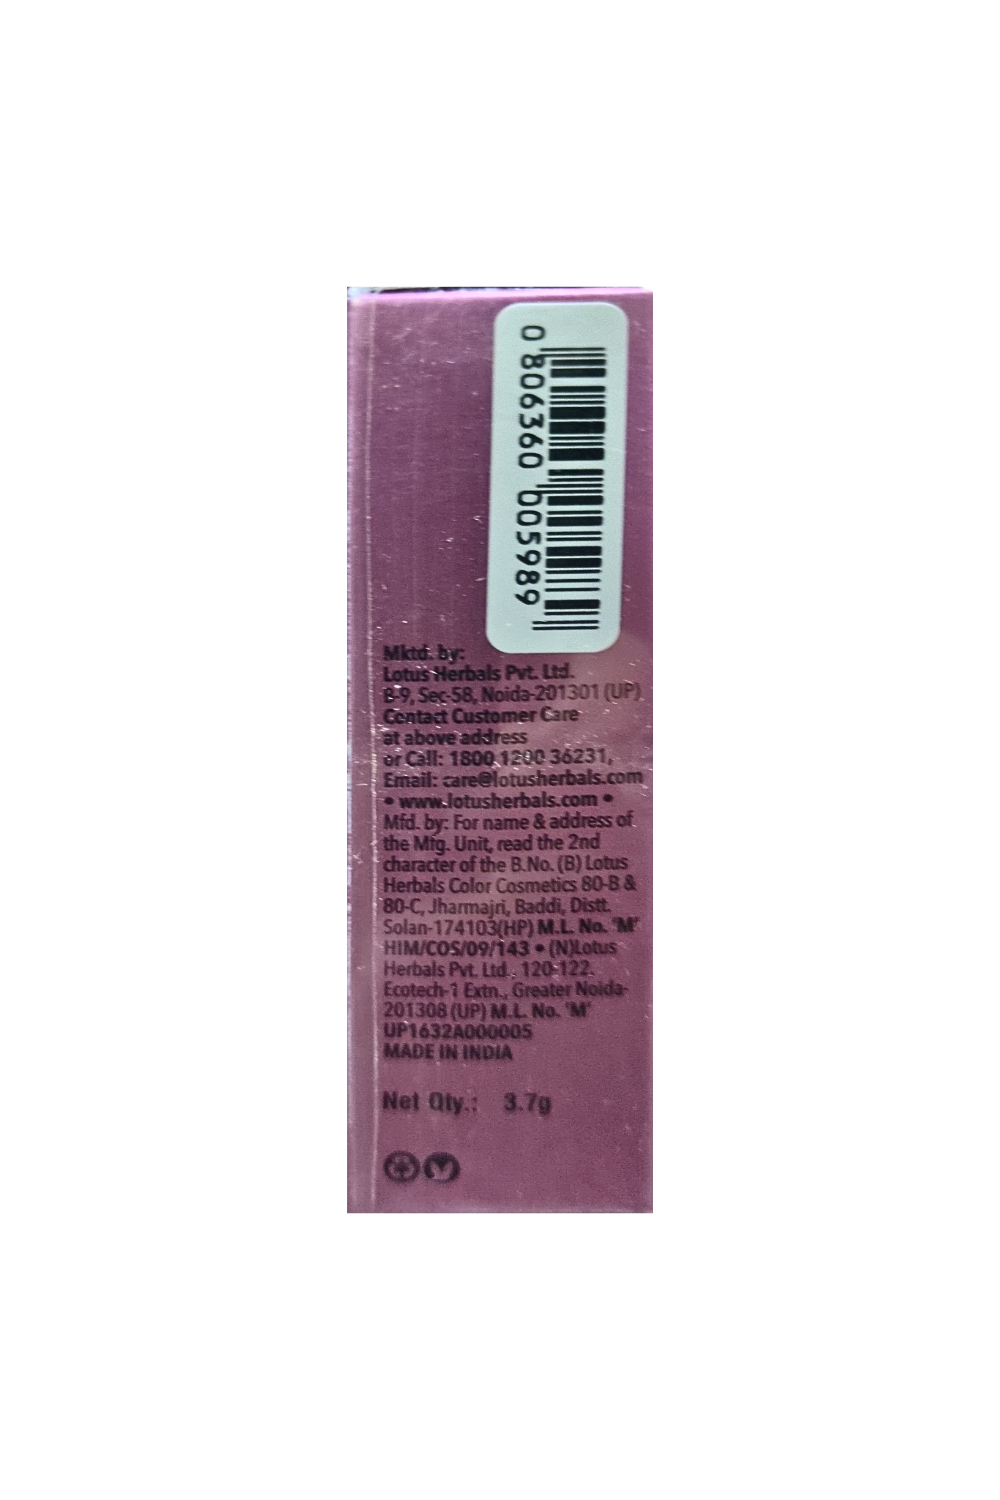 0 806360 005989
Mktd. by:
Lotus Herbals Pvt. Ltd.
B-9, Sec-58, Noida-201301 (UP)
Contact Customer Care
at above address
or Call: 1800 1200 36231,
Email: care@lotusherbals.com
• www.lotusherbals.com •
Mfd. by: For name & address of
the Mfg. Unit, read the 2nd
character of the B.No. (B) Lotus
Herbals Color Cosmetics 80-B &
80-C, Jharmajri, Baddi, Distt.
Solan-174103(HP) M.L. No. 'M'
HIM/COS/09/143 • (N)Lotus
Herbals Pvt. Ltd., 120-122,
Ecotech-1 Extn., Greater Noida-
201308 (UP) M.L. No. 'M'
UP1632A000005
MADE IN INDIA
Net Qty.: 3.7g